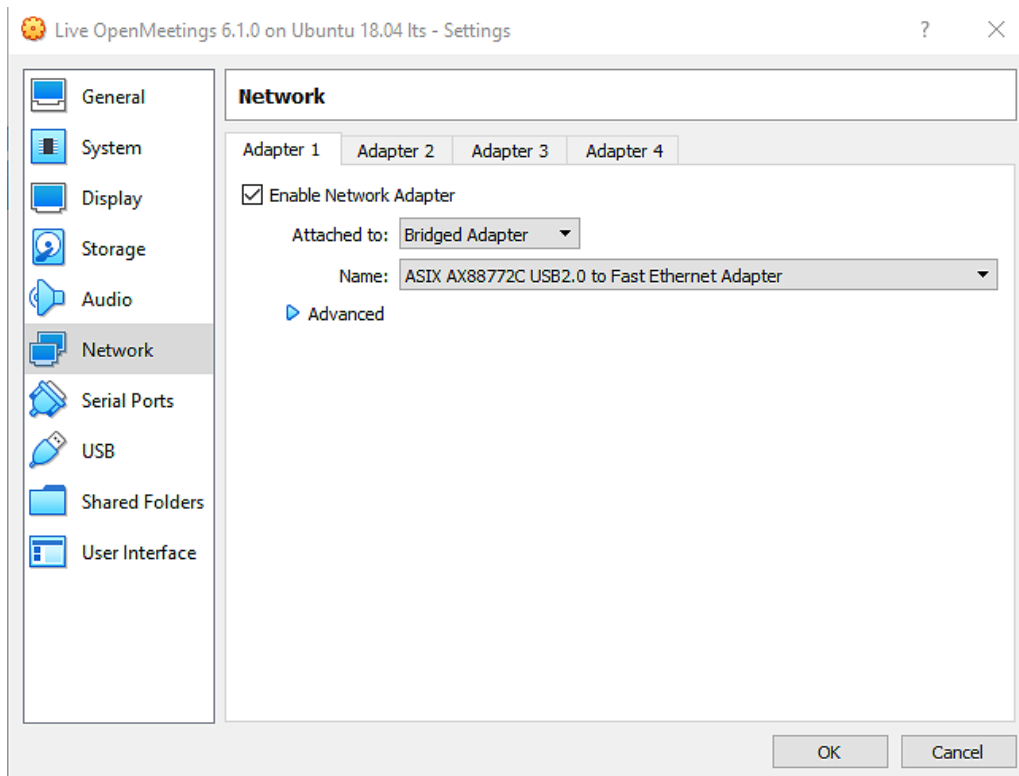 Live OpenMeetings 6.1.0 on Ubuntu 18.04 lts - Settings ?
General
System
Display
Storage
Audio
Network
Serial Ports
USB
Shared Folders
User Interface
Network
Adapter 1 Adapter 2 Adapter 3 Adapter 4
Enable Network Adapter
Attached to: Bridged Adapter
Name: ASIX AX88772C USB2.0 to Fast Ethernet Adapter
Advanced
OK Cancel